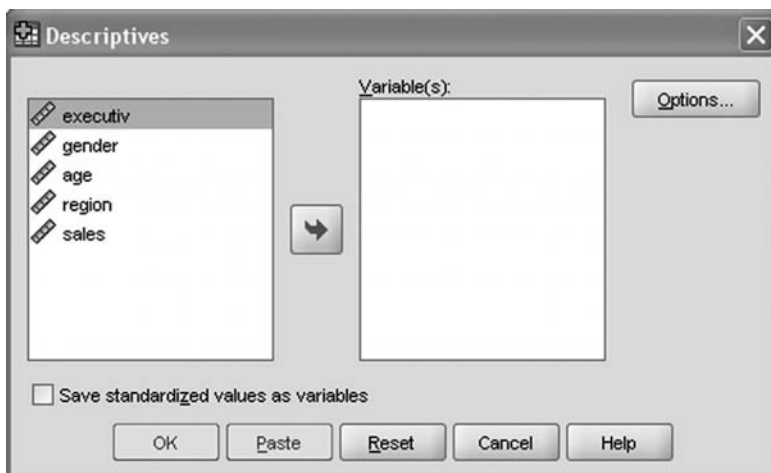 Descriptives
Variable(s):
Options...
executiv
gender
age
region
sales
Save standardized values as variables
OK
Paste
Reset
Cancel
Help